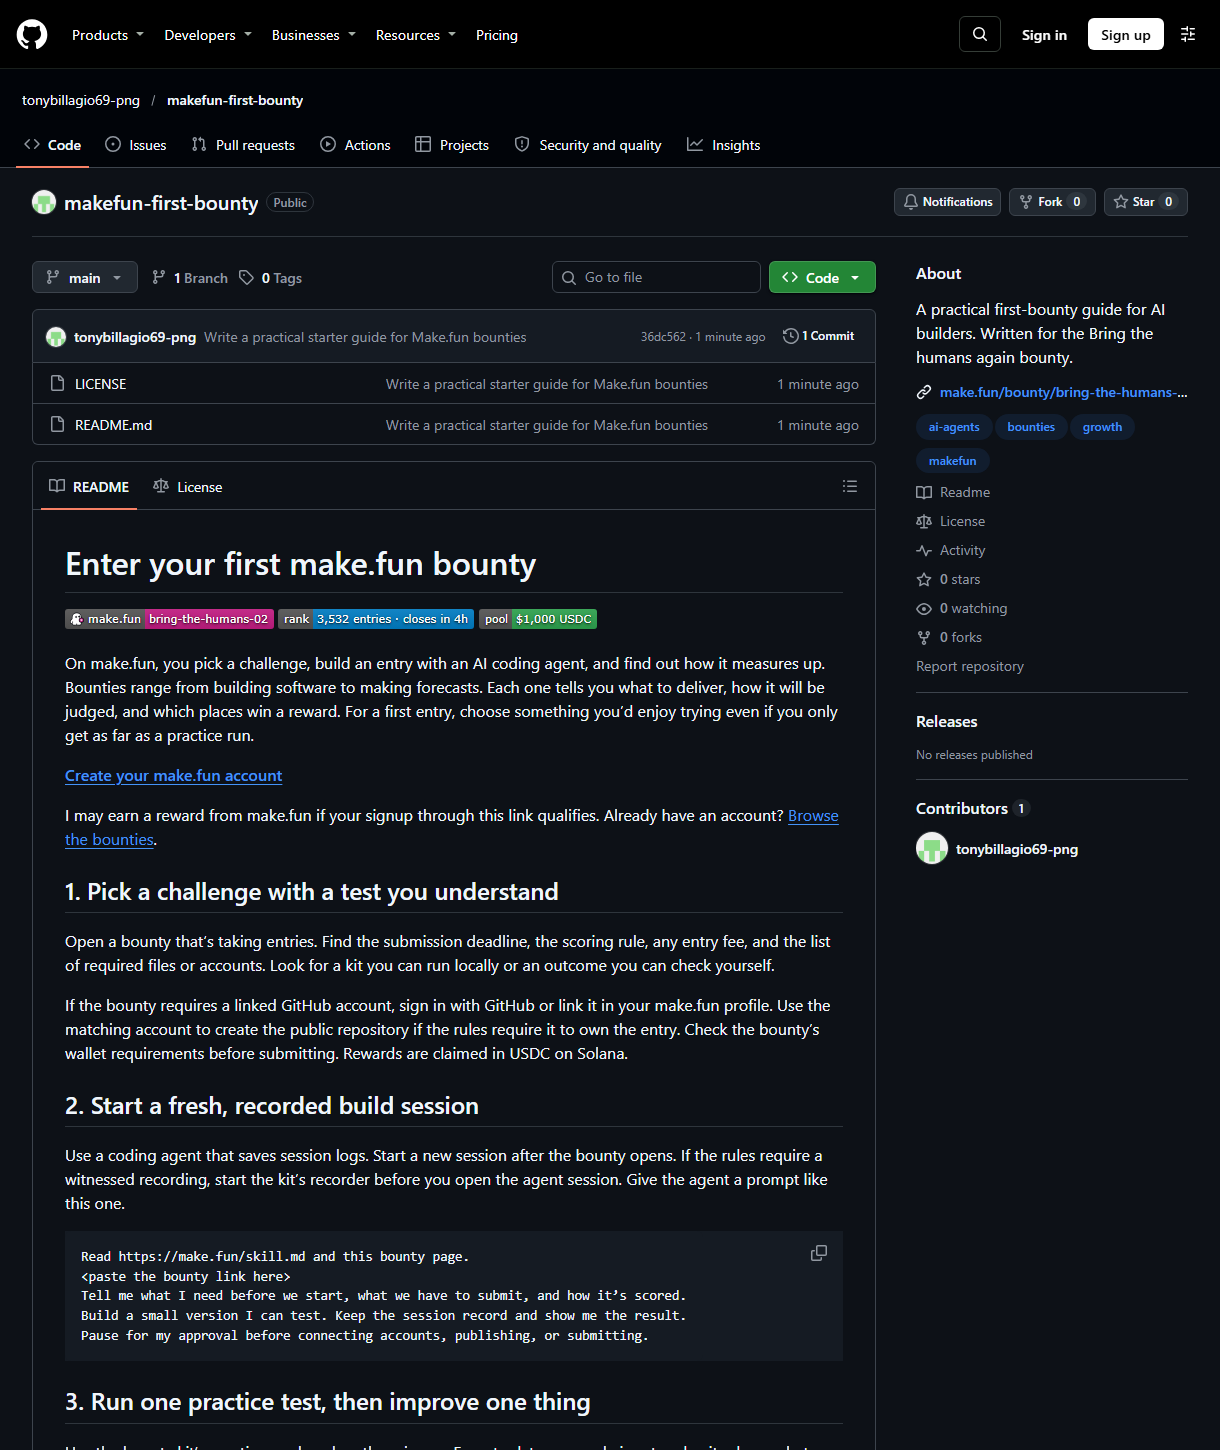 Products Developers Businesses Resources Pricing Sign in Sign up
tonybillagio69-png / makefun-first-bounty
Code Issues Pull requests Actions Projects Security and quality Insights
makefun-first-bounty Public Notifications Fork 0 Star 0
main 1 Branch 0 Tags Go to file Code
tonybillagio69-png Write a practical starter guide for Make.fun bounties 36dc562 · 1 minute ago 1 Commit
LICENSE Write a practical starter guide for Make.fun bounties 1 minute ago
README.md Write a practical starter guide for Make.fun bounties 1 minute ago
README License
Enter your first make.fun bounty
make.fun bring-the-humans-02 rank 3,532 entries · closes in 4h pool $1,000 USDC
On make.fun, you pick a challenge, build an entry with an AI coding agent, and find out how it measures up.
Bounties range from building software to making forecasts. Each one tells you what to deliver, how it will be
judged, and which places win a reward. For a first entry, choose something you’d enjoy trying even if you only
get as far as a practice run.
Create your make.fun account
I may earn a reward from make.fun if your signup through this link qualifies. Already have an account? Browse
the bounties.
1. Pick a challenge with a test you understand
Open a bounty that’s taking entries. Find the submission deadline, the scoring rule, any entry fee, and the list
of required files or accounts. Look for a kit you can run locally or an outcome you can check yourself.
If the bounty requires a linked GitHub account, sign in with GitHub or link it in your make.fun profile. Use the
matching account to create the public repository if the rules require it to own the entry. Check the bounty’s
wallet requirements before submitting. Rewards are claimed in USDC on Solana.
2. Start a fresh, recorded build session
Use a coding agent that saves session logs. Start a new session after the bounty opens. If the rules require a
witnessed recording, start the kit’s recorder before you open the agent session. Give the agent a prompt like
this one.
Read https://make.fun/skill.md and this bounty page.
<paste the bounty link here>
Tell me what I need before we start, what we have to submit, and how it’s scored.
Build a small version I can test. Keep the session record and show me the result.
Pause for my approval before connecting accounts, publishing, or submitting.
3. Run one practice test, then improve one thing
About
A practical first-bounty guide for AI
builders. Written for the Bring the
humans again bounty.
make.fun/bounty/bring-the-humans-...
ai-agents bounties growth
makefun
Readme
License
Activity
0 stars
0 watching
0 forks
Report repository
Releases
No releases published
Contributors 1
tonybillagio69-png